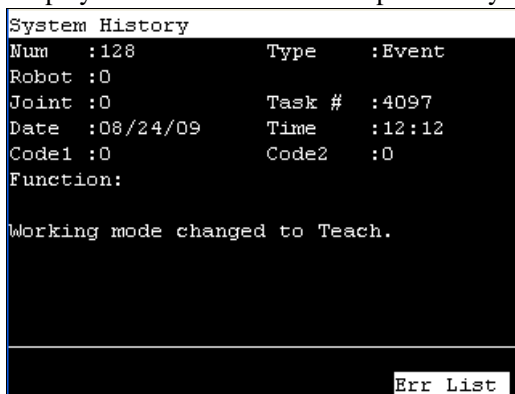 System History
Num :128 Type :Event
Robot :0
Joint :0 Task # :4097
Date :08/24/09 Time :12:12
Code1 :0 Code2 :0
Function:
Working mode changed to Teach.
Err List